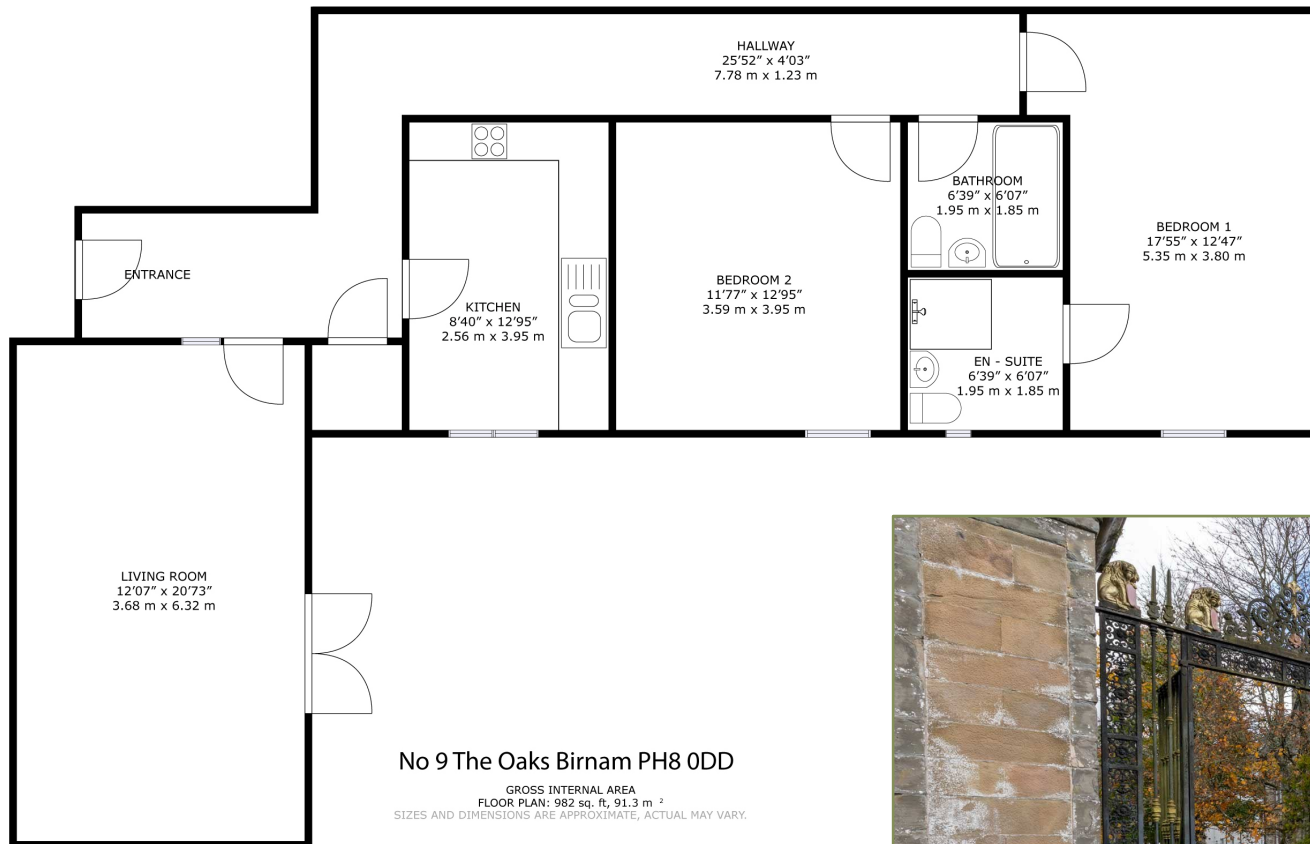 HALLWAY
25’52” x 4’03”
7.78 m x 1.23 m
BATHROOM
6’39” x 6’07”
1.95 m x 1.85 m
BEDROOM 1
17’55” x 12’47”
5.35 m x 3.80 m
ENTRANCE
KITCHEN
8’40” x 12’95”
2.56 m x 3.95 m
BEDROOM 2
11’77” x 12’95”
3.59 m x 3.95 m
EN - SUITE
6’39” x 6’07”
1.95 m x 1.85 m
LIVING ROOM
12’07” x 20’73”
3.68 m x 6.32 m
No 9 The Oaks Birnam PH8 0DD
GROSS INTERNAL AREA
FLOOR PLAN: 982 sq. ft, 91.3 m ²
SIZES AND DIMENSIONS ARE APPROXIMATE, ACTUAL MAY VARY.